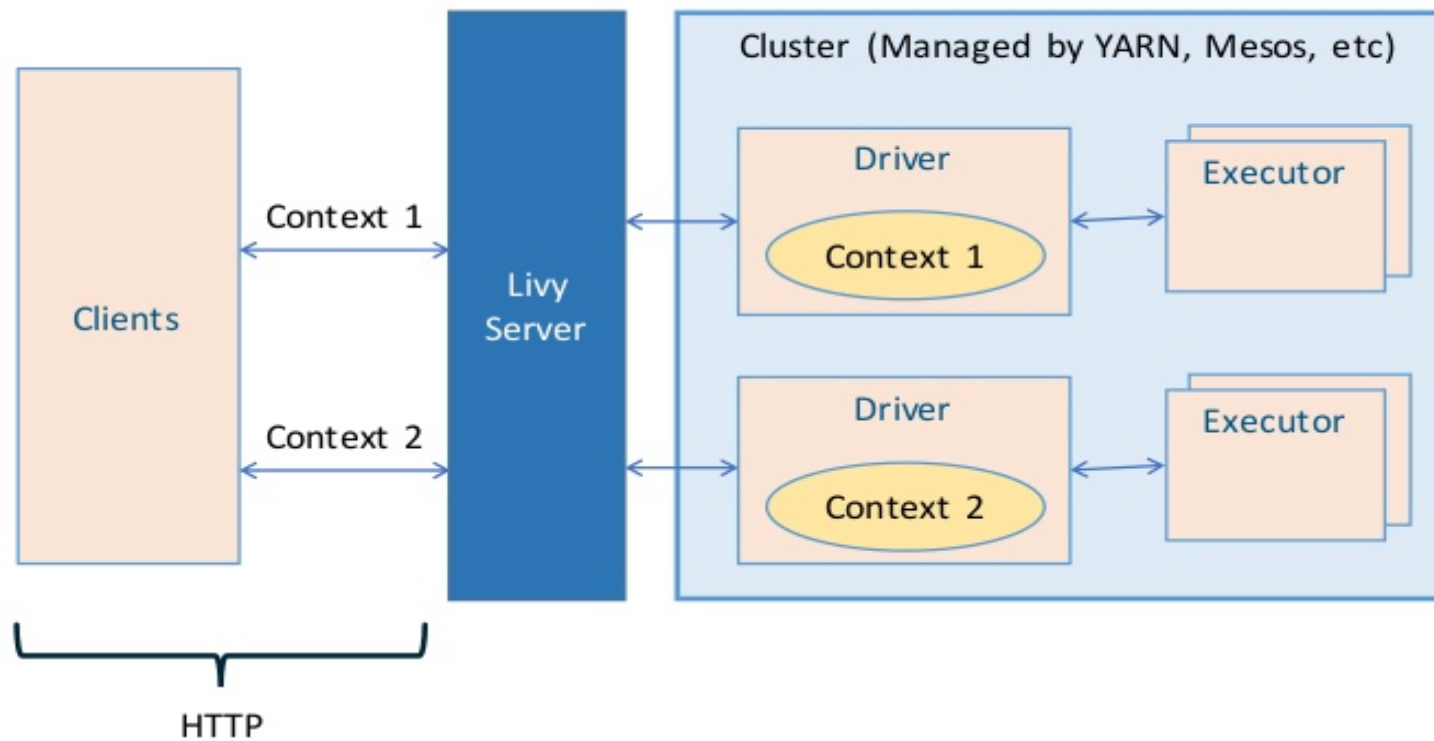 Cluster (Managed by YARN, Mesos, etc)
Clients
Context 1
Context 2
Livy
Server
Driver
Context 1
Executor
Driver
Context 2
Executor
HTTP